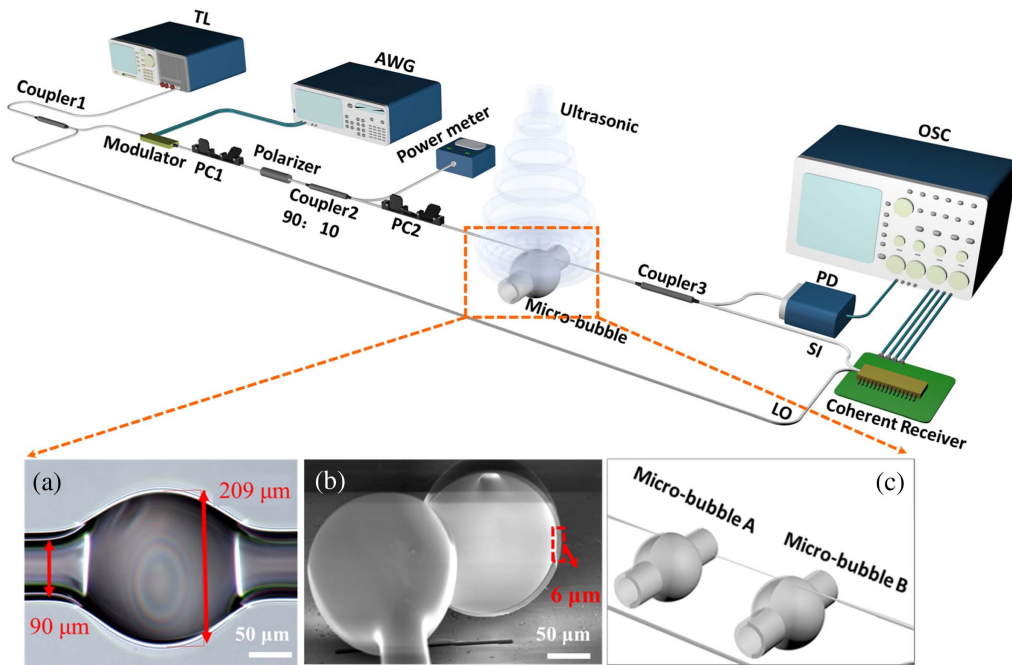 TL
Coupler1
AWG
Modulator
PC1
Polarizer
Coupler2
90: 10
Power meter
PC2
Ultrasonic
Micro-bubble
Coupler3
OSC
PD
SI
LO
Coherent Receiver
(a)
209 μm
90 μm
50 μm
(b)
6 μm
50 μm
(c)
Micro-bubble A
Micro-bubble B